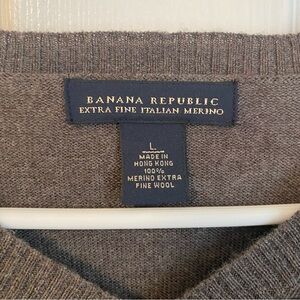 BANANA REPUBLIC
EXTRA FINE ITALIAN MERINO
L
MADE IN
HONG KONG
100%
MERINO EXTRA
FINE WOOL